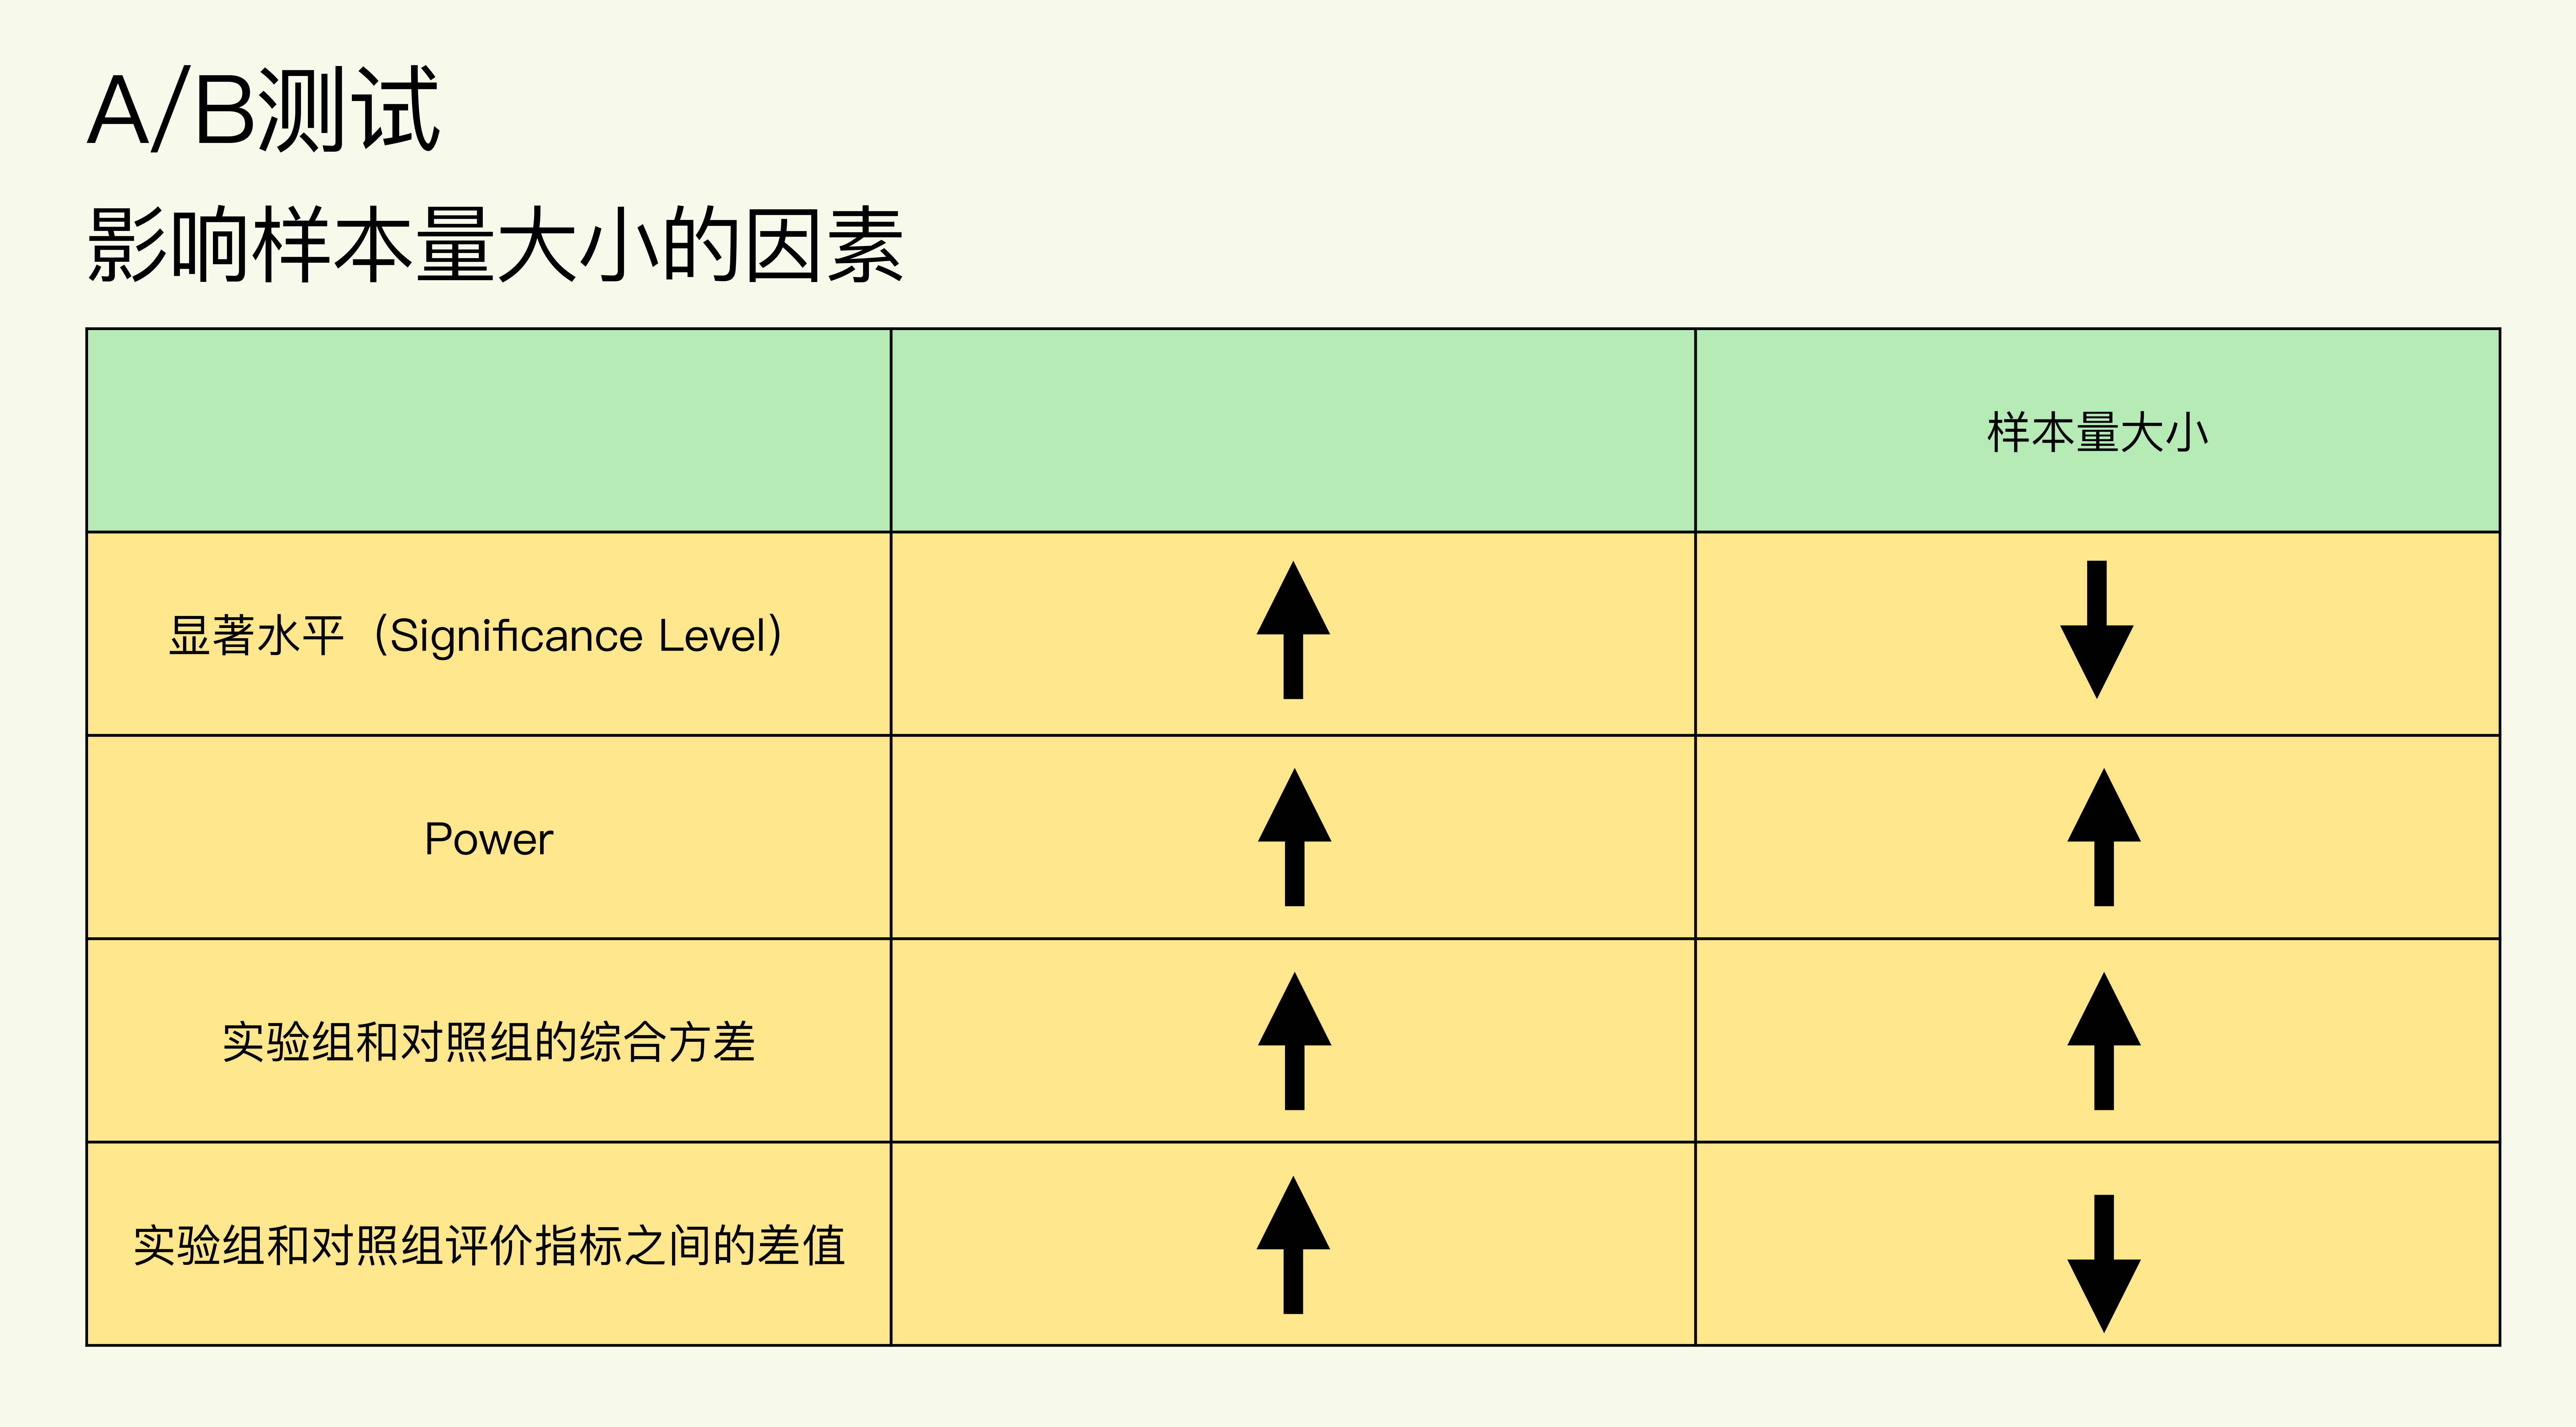 A/B测试
影响样本量大小的因素
样本量大小
显著水平（Significance Level）
Power
实验组和对照组的综合方差
实验组和对照组评价指标之间的差值